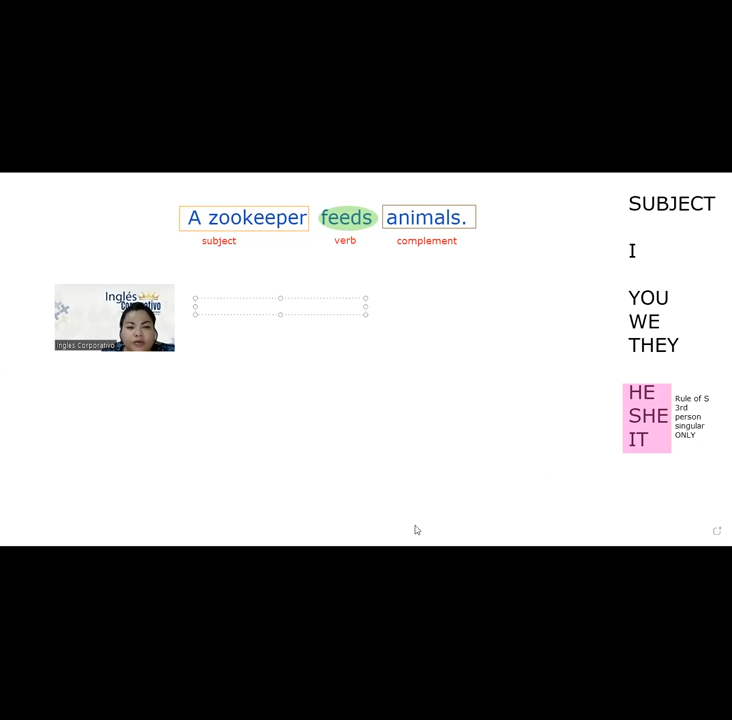 A zookeeper feeds animals.
subject verb complement
SUBJECT
I
YOU
WE
THEY
HE
SHE
IT
Rule of S
3rd
person
singular
ONLY
Inglés
Corporativo
Ingles Corporativo